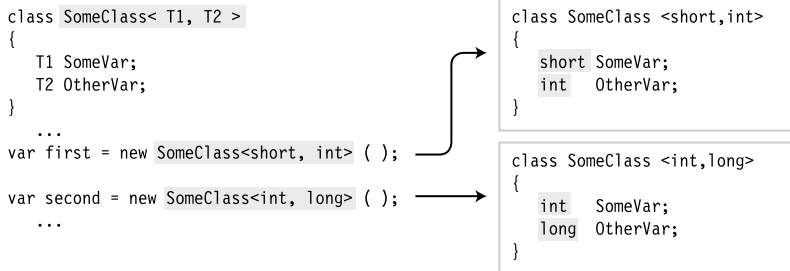 class SomeClass< T1, T2 >
{
T1 SomeVar;
T2 OtherVar;
}
...
var first = new SomeClass<short, int> ( );
var second = new SomeClass<int, long> ( );
...
class SomeClass <short,int>
{
short SomeVar;
int OtherVar;
}
class SomeClass <int,long>
{
int SomeVar;
long OtherVar;
}